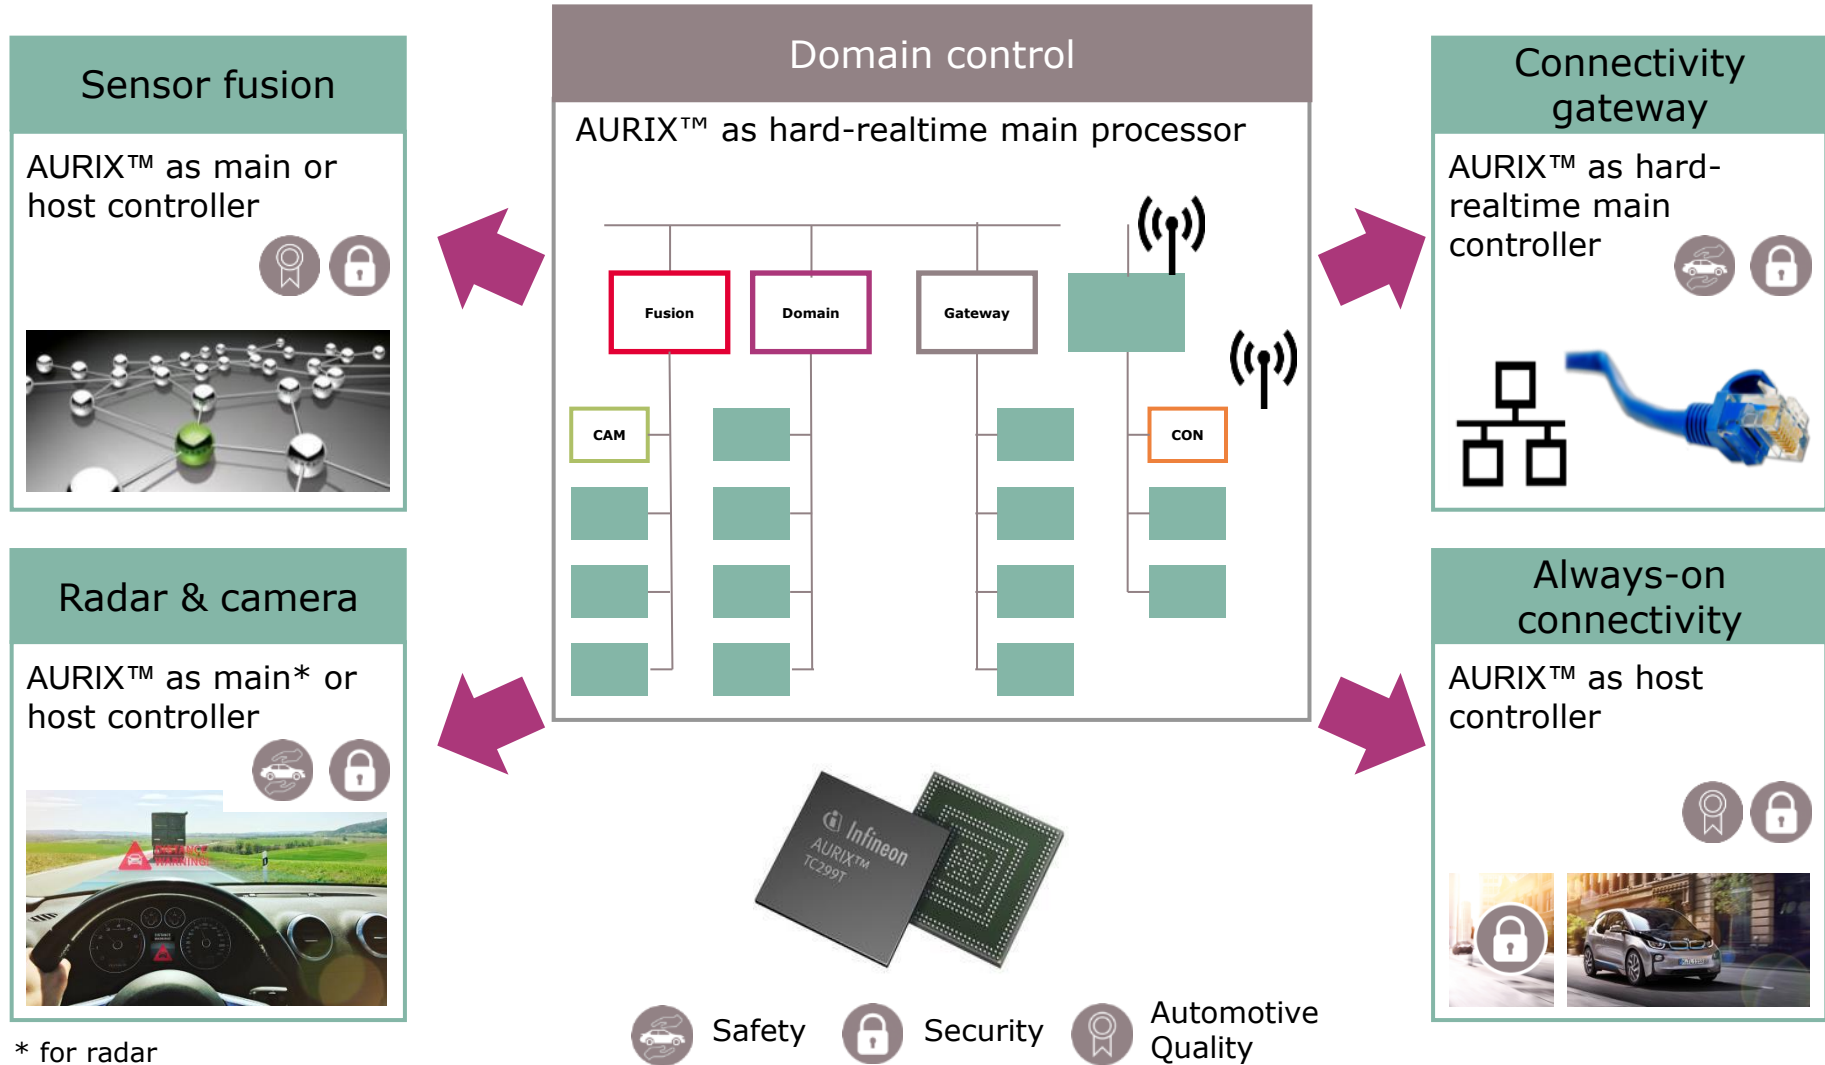 Domain control
AURIX™ as hard-realtime main processor
Fusion
Domain
Gateway
CAM
CON
Sensor fusion
AURIX™ as main or
host controller
Radar & camera
AURIX™ as main* or
host controller
DISTANCE
WARNING!
* for radar
Connectivity
gateway
AURIX™ as hard-
realtime main
controller
Always-on
connectivity
AURIX™ as host
controller
Infineon
AURIX™
TC299T
Safety
Security
Automotive
Quality